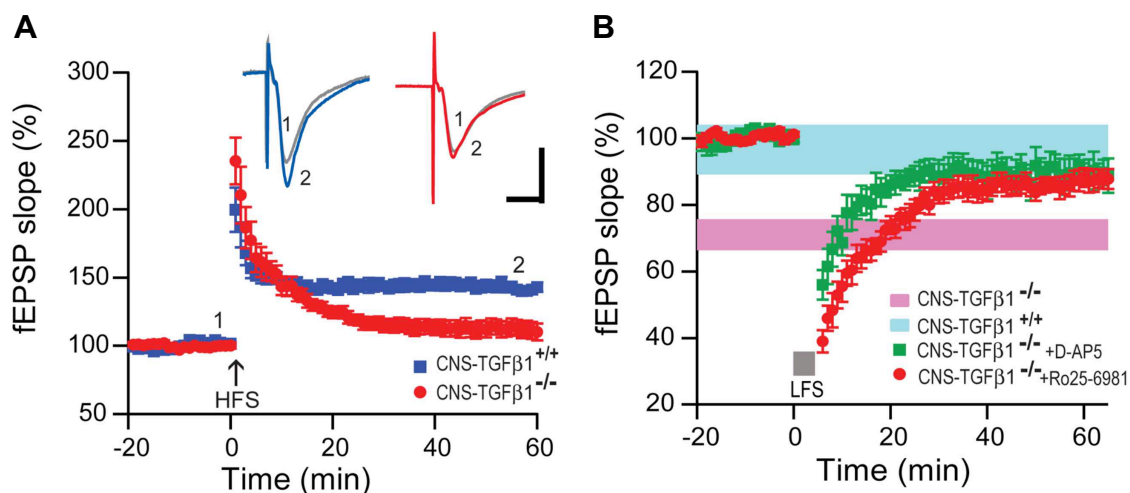 A
fEPSP slope (%)
300
250
200
150
100
50
-20
0
20
40
60
Time (min)
1
2
1
2
1
2
HFS
CNS-TGFβ1+/+
CNS-TGFβ1-/-
B
fEPSP slope (%)
120
100
80
60
40
20
-20
0
20
40
60
Time (min)
LFS
CNS-TGFβ1-/-
CNS-TGFβ1+/+
CNS-TGFβ1-/-+D-AP5
CNS-TGFβ1-/-+Ro25-6981